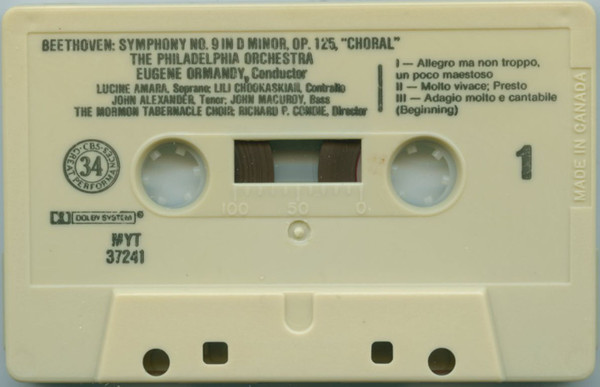 BEETHOVEN: SYMPHONY NO. 9 IN D MINOR, OP. 125, "CHORAL"
THE PHILADELPHIA ORCHESTRA
EUGENE ORMANDY, Conductor
LUCINE AMARA, Soprano; LILI CHOOKASKIAN, Contralto
JOHN ALEXANDER, Tenor; JOHN MACURDY, Bass
THE MORMON TABERNACLE CHOIR; RICHARD P. CONDIE, Director
I — Allegro ma non troppo,
un poco maestoso
II — Molto vivace; Presto
III — Adagio molto e cantabile
(Beginning)
MADE IN CANADA
CBS GREAT PERFORMANCES
34
1
100 50 0
DOLBY SYSTEM®
MYT
37241